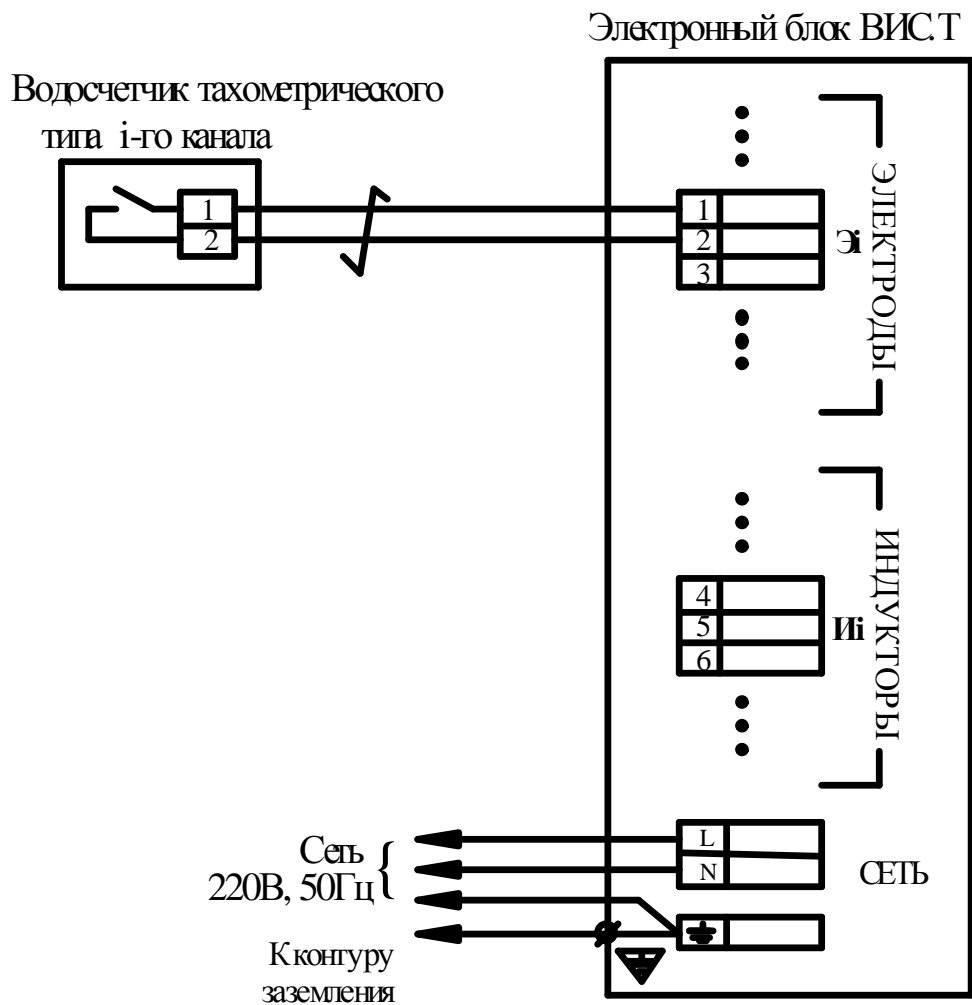 Электронный блок ВИС.Т
Водосчетчик тахометрического
типа i-го канала
1
2
1
2
3
Эi
ЭЛЕКТРОДЫ
4
5
6
Иi
ИНДУКТОРЫ
L
N
СЕТЬ
Сеть
220В, 50Гц
К контуру
заземления